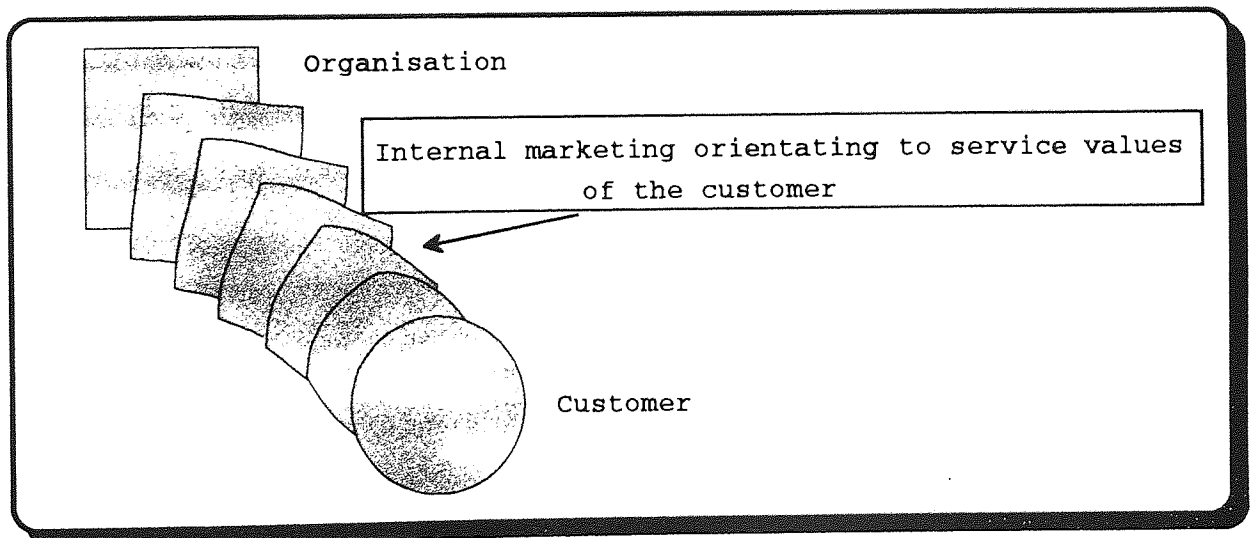 Organisation
Internal marketing orientating to service values
of the customer
Customer